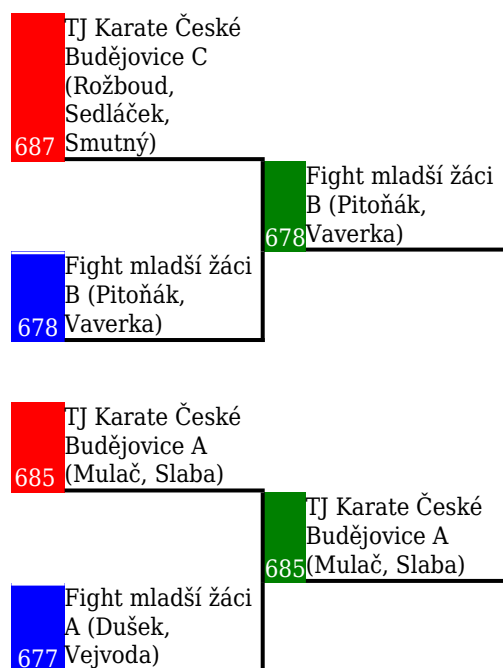 TJ Karate České
Budějovice C
(Rožboud,
Sedláček,
687 Smutný)
Fight mladší žáci
B (Pitoňák,
678 Vaverka)
Fight mladší žáci
B (Pitoňák,
678 Vaverka)
TJ Karate České
Budějovice A
685 (Mulač, Slaba)
TJ Karate České
Budějovice A
685 (Mulač, Slaba)
Fight mladší žáci
A (Dušek,
677 Vejvoda)